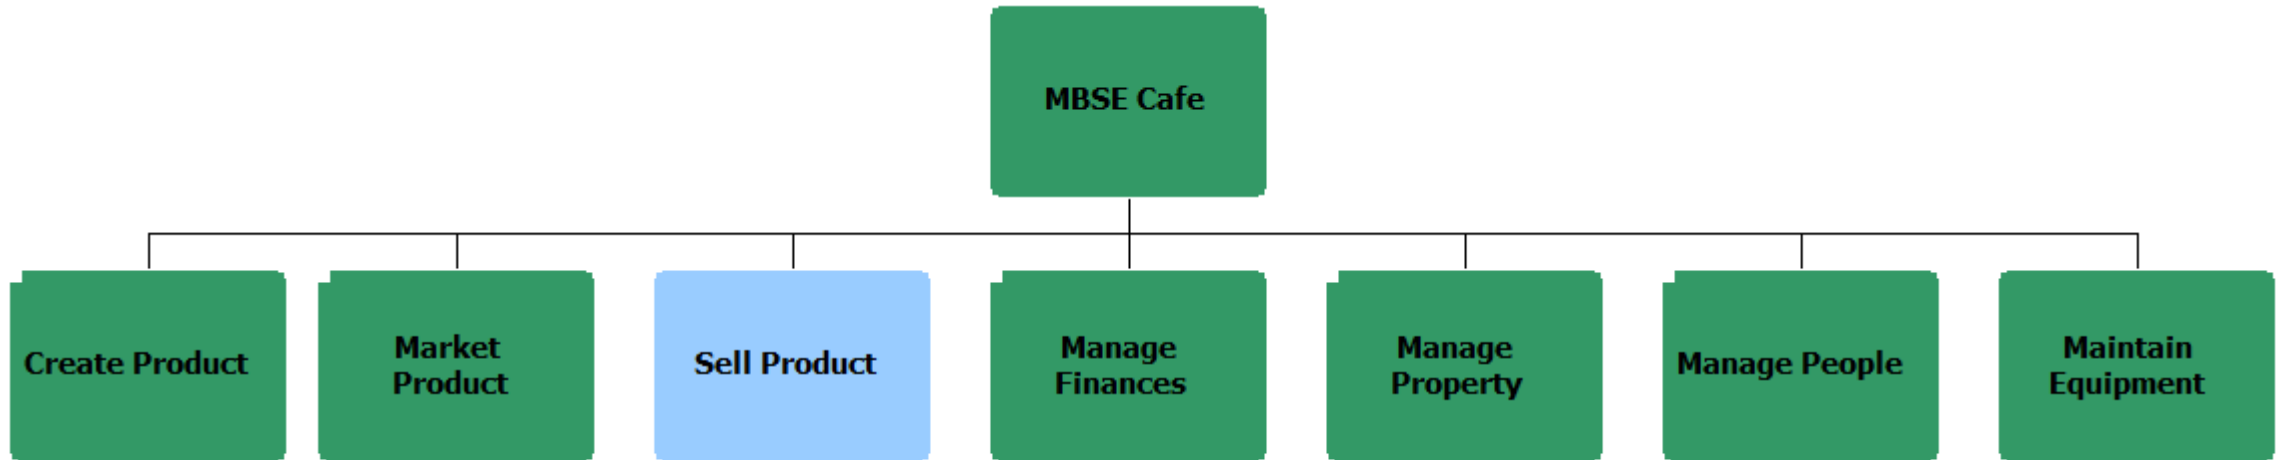 MBSE Cafe
Create Product
Market
Product
Sell Product
Manage
Finances
Manage
Property
Manage People
Maintain
Equipment